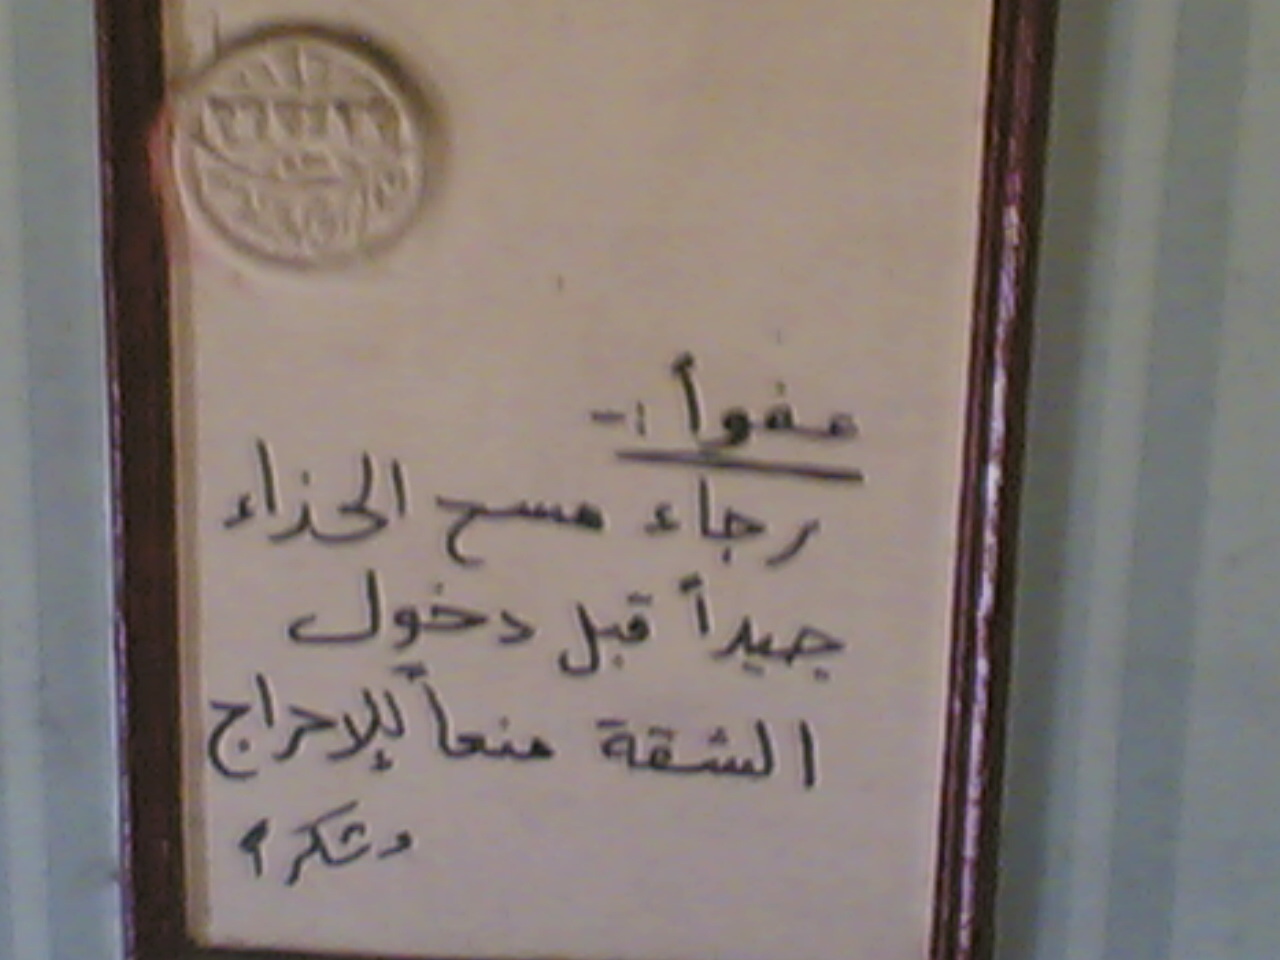 عفواً :-
رجاء مسح الحذاء
جيداً قبل دخول
الشقة منعاً للإحراج
وشكراً